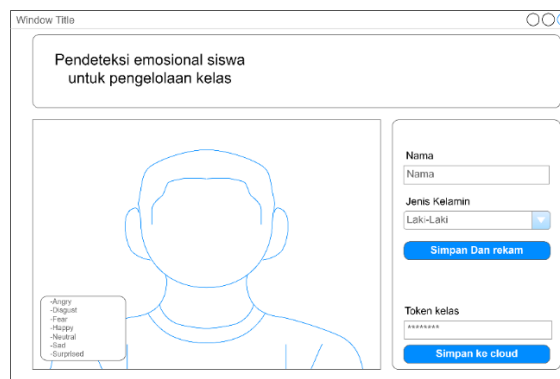 Window Title
Pendeteksi emosional siswa
untuk pengelolaan kelas
Nama
Nama
Jenis Kelamin
Laki-Laki
Simpan Dan rekam
-Angry
-Disgust
-Fear
-Happy
-Neutral
-Sad
-Surprised
Token kelas
********
Simpan ke cloud